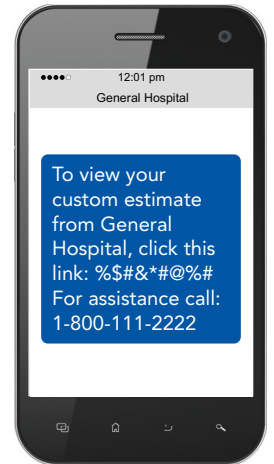 12:01 pm
General Hospital
To view your
custom estimate
from General
Hospital, click this
link: %$#&*#@%#
For assistance call:
1-800-111-2222